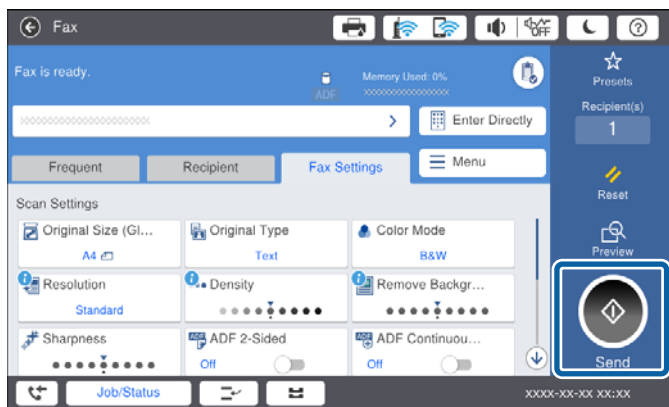 Fax
OFF
Fax is ready.
ADF
Memory Used: 0%
xxxxxxxxxxxxxxxxxx
Presets
Recipient(s)
1
xxxxxxxxxxxxxxxxxxxxxx
Enter Directly
Frequent
Recipient
Fax Settings
Menu
Reset
Scan Settings
Original Size (Gl...
A4
Original Type
Text
Color Mode
B&W
Preview
Resolution
Standard
Density
Remove Backgr...
Sharpness
ADF 2-Sided
Off
ADF Continuou...
Off
Send
Job/Status
xxxx-xx-xx xx:xx